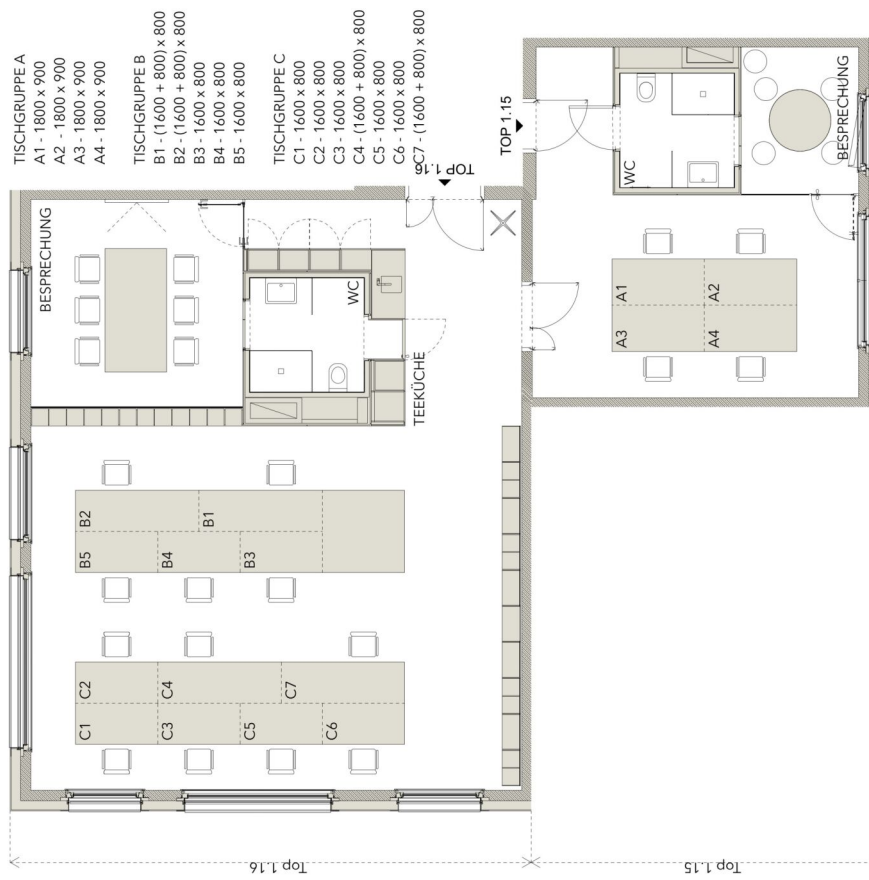 TISCHGRUPPE A
A1 - 1800 x 900
A2 - 1800 x 900
A3 - 1800 x 900
A4 - 1800 x 900
TISCHGRUPPE B
B1 - (1600 + 800) x 800
B2 - (1600 + 800) x 800
B3 - 1600 x 800
B4 - 1600 x 800
B5 - 1600 x 800
TISCHGRUPPE C
C1 - 1600 x 800
C2 - 1600 x 800
C3 - 1600 x 800
C4 - (1600 + 800) x 800
C5 - 1600 x 800
C6 - 1600 x 800
C7 - (1600 + 800) x 800
TOP 1.16
TOP 1.15
BESPRECHUNG
WC
TEEKÜCHE
B2
B1
B5
B4
B3
C2
C4
C7
C1
C3
C5
C6
WC
BESPRECHUNG
A1
A2
A3
A4
Top 1.16
Top 1.15